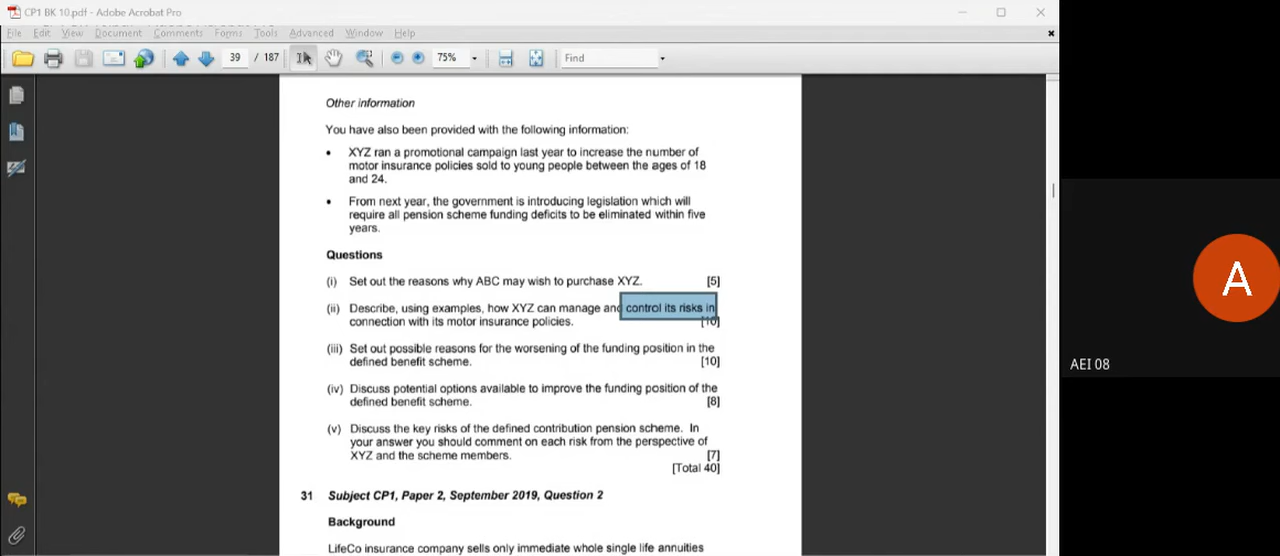 CP1 BK 10.pdf - Adobe Acrobat Pro
File Edit View Document Comments Forms Tools Advanced Window Help
39 / 187 75% Find
Other information
You have also been provided with the following information:
• XYZ ran a promotional campaign last year to increase the number of
motor insurance policies sold to young people between the ages of 18
and 24.
• From next year, the government is introducing legislation which will
require all pension scheme funding deficits to be eliminated within five
years.
Questions
(i) Set out the reasons why ABC may wish to purchase XYZ. [5]
(ii) Describe, using examples, how XYZ can manage and control its risks in
connection with its motor insurance policies. [10]
(iii) Set out possible reasons for the worsening of the funding position in the
defined benefit scheme. [10]
(iv) Discuss potential options available to improve the funding position of the
defined benefit scheme. [8]
(v) Discuss the key risks of the defined contribution pension scheme. In
your answer you should comment on each risk from the perspective of
XYZ and the scheme members. [7]
[Total 40]
31 Subject CP1, Paper 2, September 2019, Question 2
Background
LifeCo insurance company sells only immediate whole single life annuities
A
AEI 08